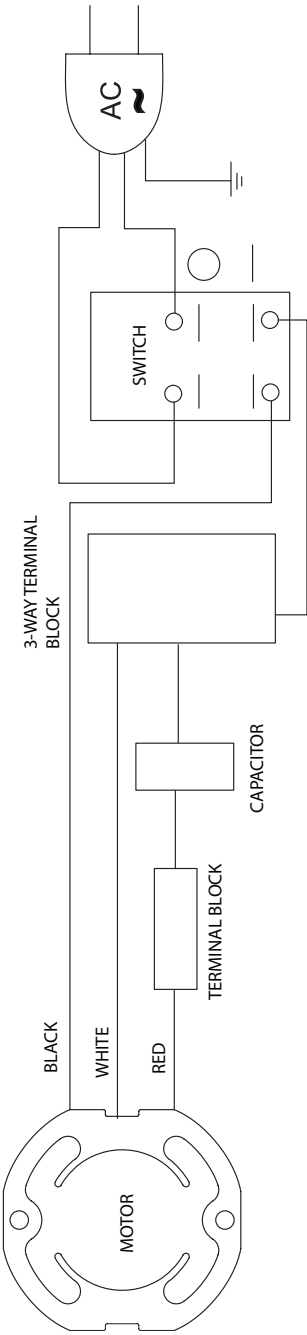 AC
~
SWITCH
3-WAY TERMINAL
BLOCK
CAPACITOR
TERMINAL BLOCK
BLACK
WHITE
RED
MOTOR